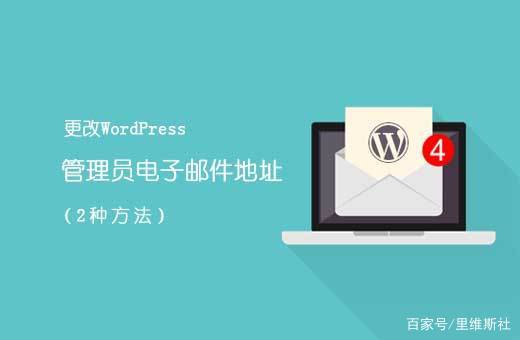 更改WordPress
管理员电子邮件地址
(2种方法)
4
百家号/里维斯社